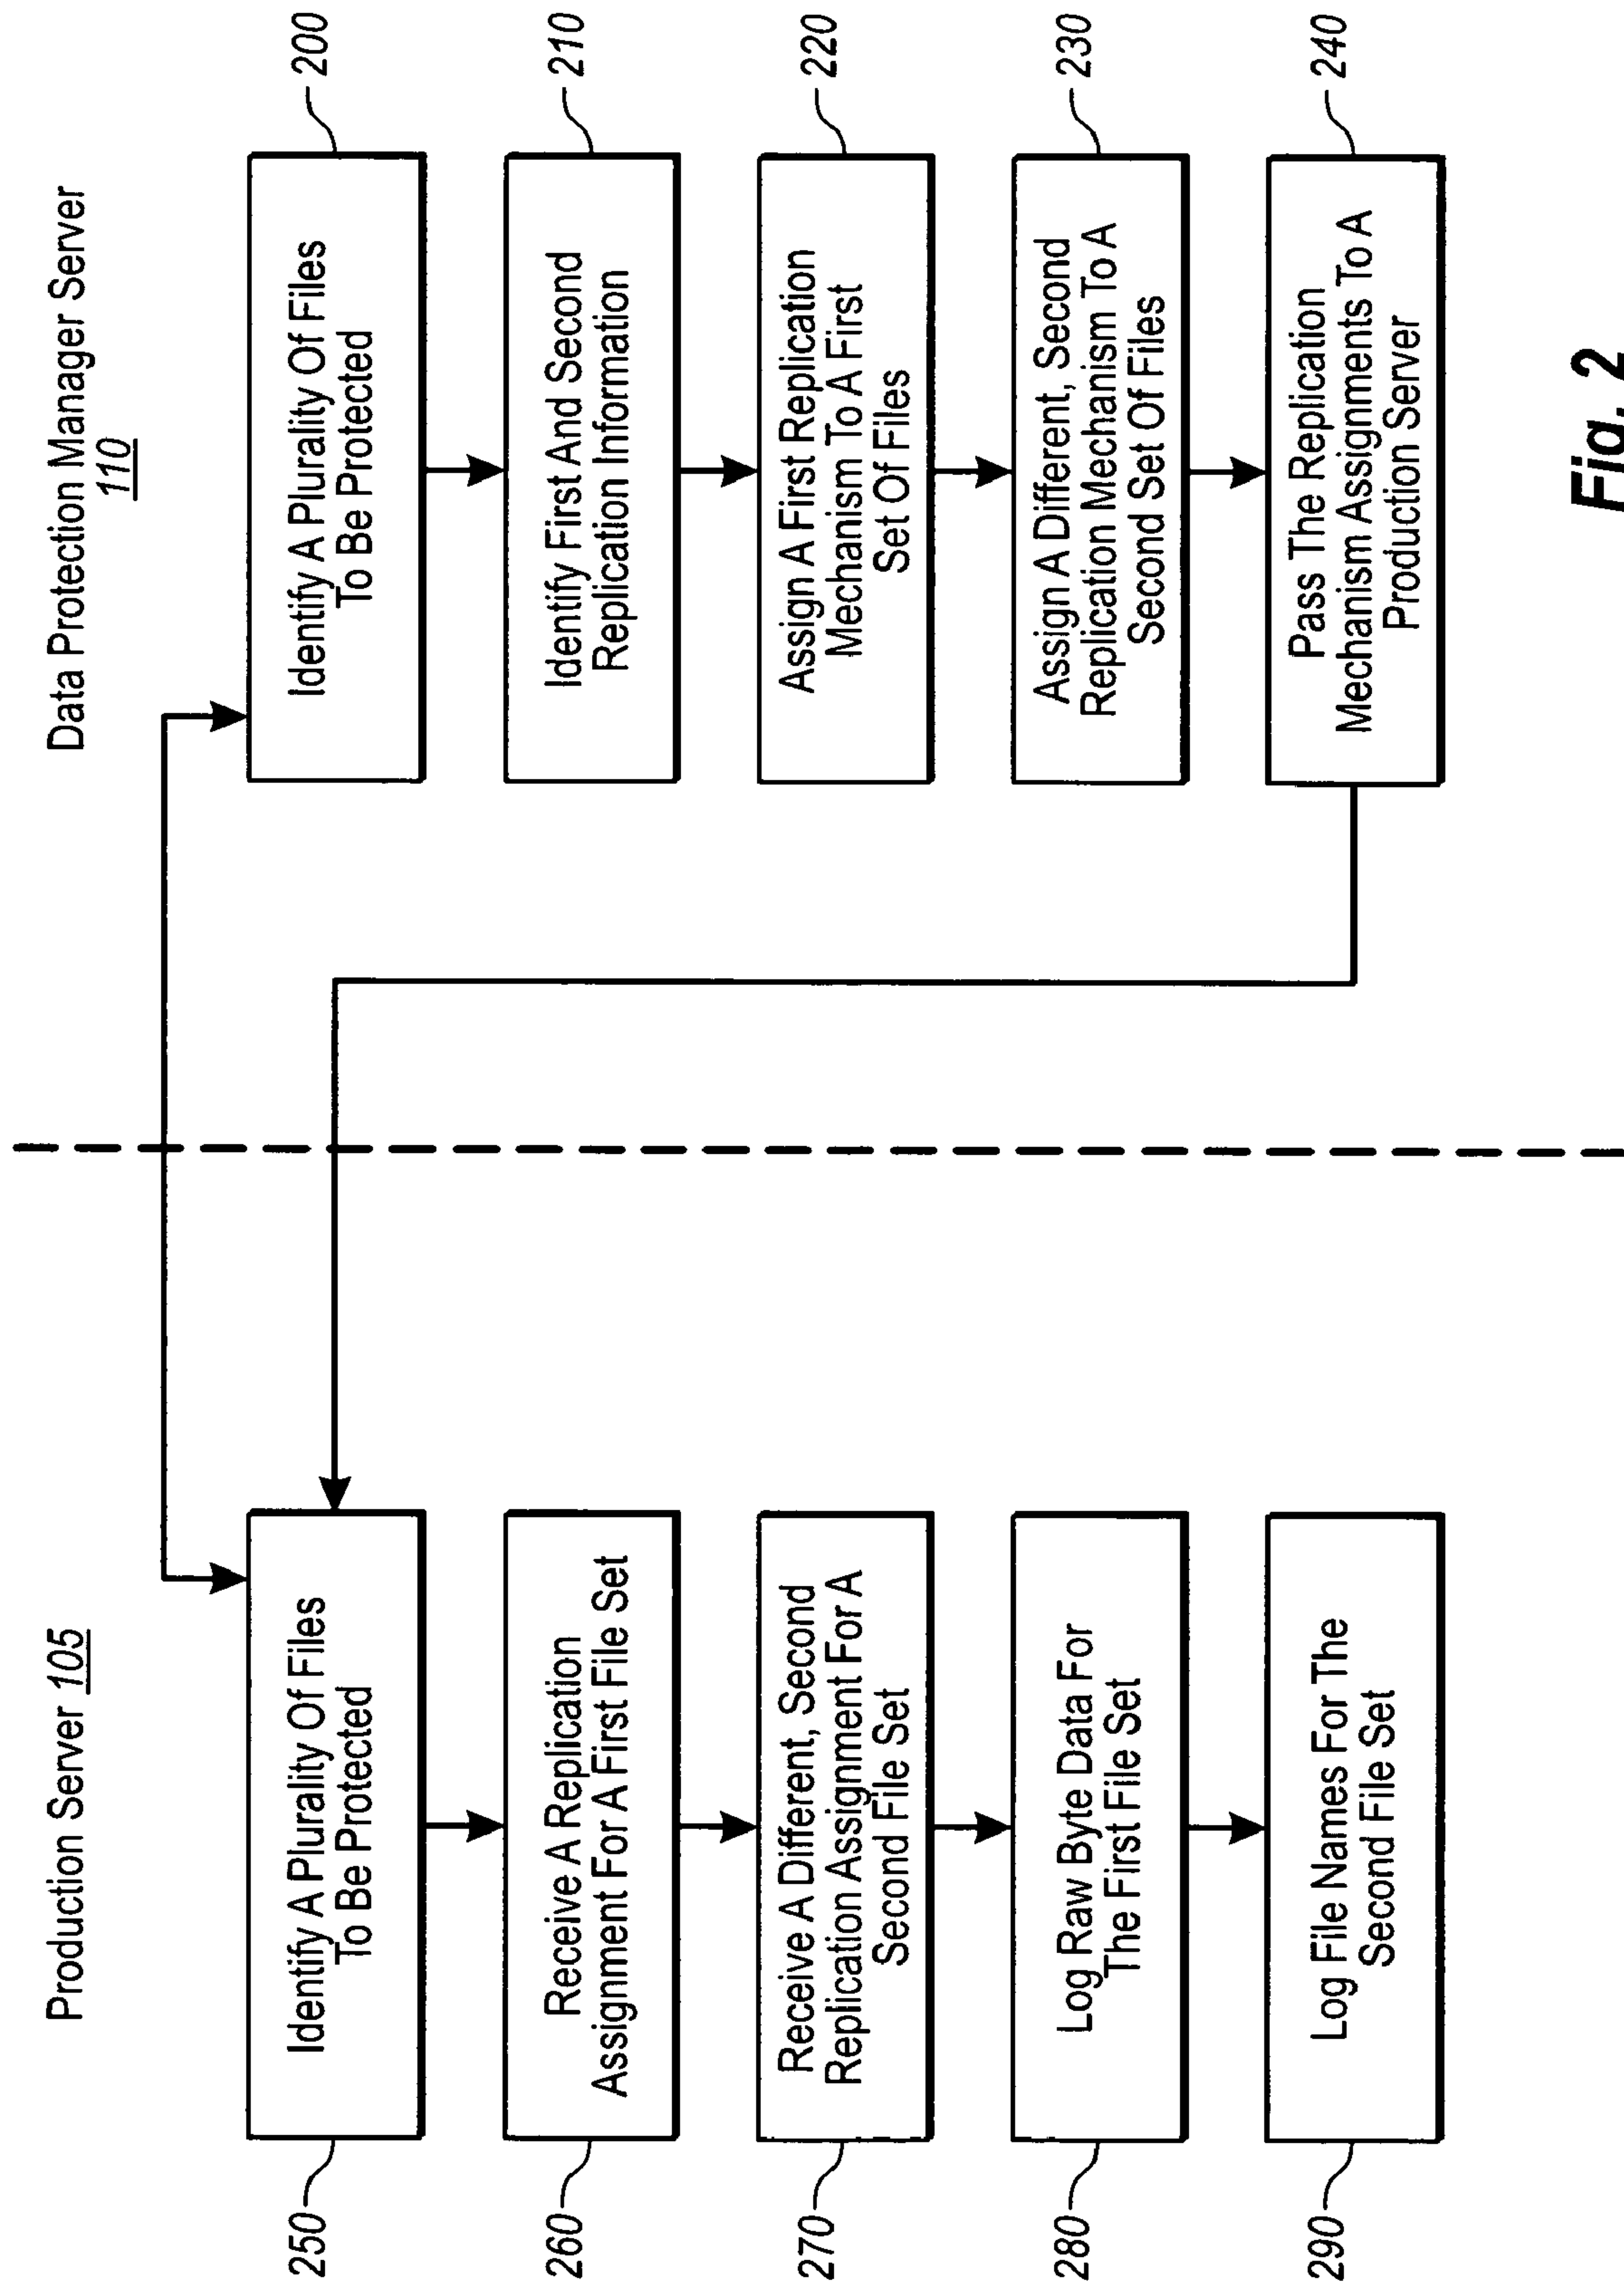 Production Server 105
250
Identify A Plurality Of Files
To Be Protected
260
Receive A Replication
Assignment For A First File Set
270
Receive A Different, Second
Replication Assignment For A
Second File Set
280
Log Raw Byte Data For
The First File Set
290
Log File Names For The
Second File Set
Data Protection Manager Server
110
Identify A Plurality Of Files
To Be Protected
200
Identify First And Second
Replication Information
210
Assign A First Replication
Mechanism To A First
Set Of Files
220
Assign A Different, Second
Replication Mechanism To A
Second Set Of Files
230
Pass The Replication
Mechanism Assignments To A
Production Server
240
Fig. 2